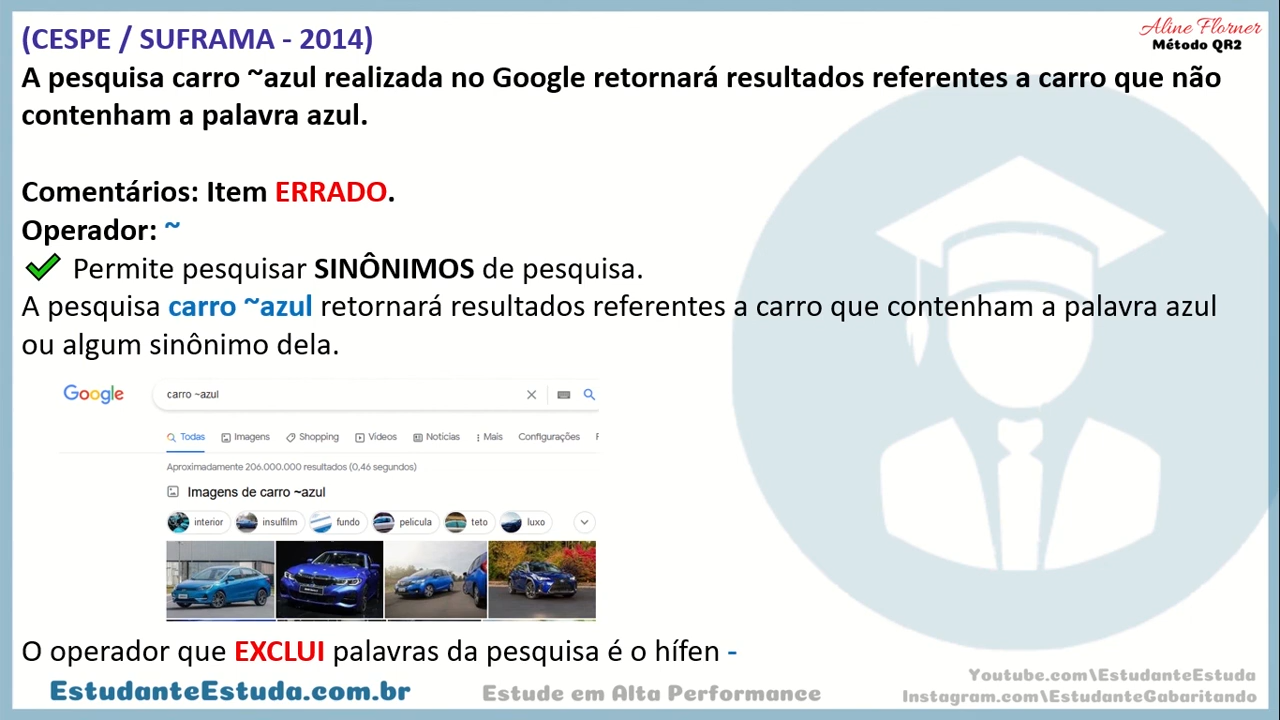 (CESPE / SUFRAMA - 2014)
Aline Florner
Método QR2
A pesquisa carro ~azul realizada no Google retornará resultados referentes a carro que não
contenham a palavra azul.
Comentários: Item ERRADO.
Operador: ~
Permite pesquisar SINÔNIMOS de pesquisa.
A pesquisa carro ~azul retornará resultados referentes a carro que contenham a palavra azul
ou algum sinônimo dela.
Google carro ~azul
Todas Imagens Shopping Vídeos Notícias Mais Configurações F
Aproximadamente 206.000.000 resultados (0,46 segundos)
Imagens de carro ~azul
interior insulfilm fundo pelicula teto luxo
O operador que EXCLUI palavras da pesquisa é o hífen -
EstudanteEstuda.com.br
Estude em Alta Performance
Youtube.com\EstudanteEstuda
Instagram.com\EstudanteGabaritando